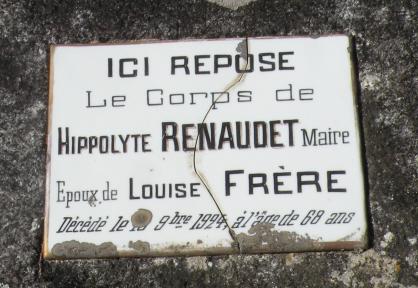 ICI REPOSE
Le Corps de
HIPPOLYTE RENAUDET Maire
Epoux de LOUISE FRÈRE
Décédé le 9bre 1924, à l'âge de 68 ans